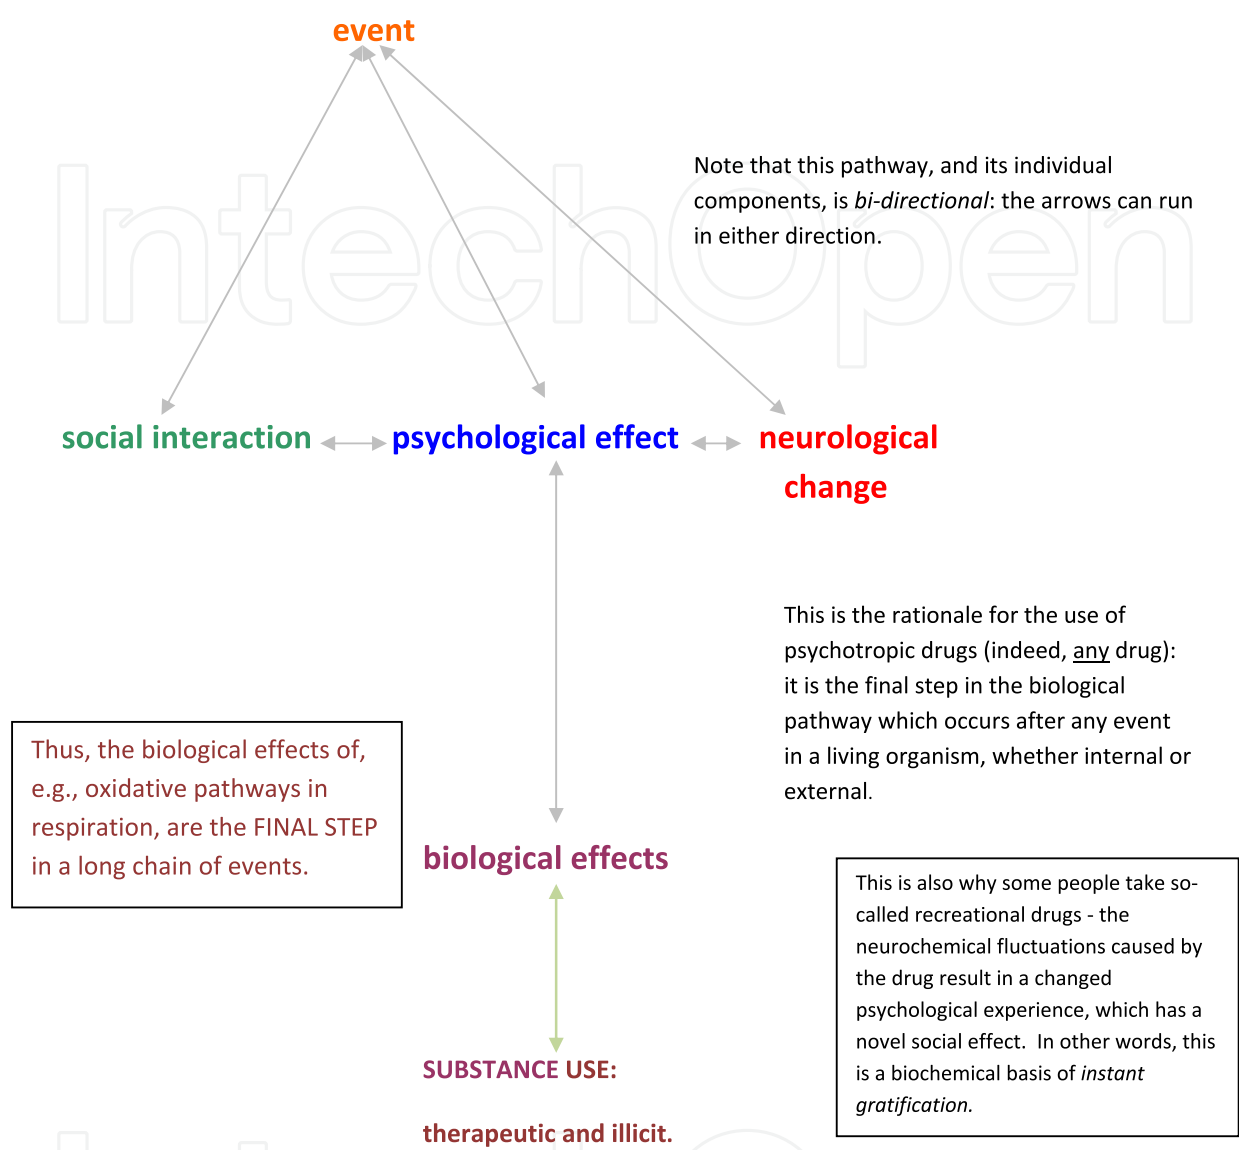 event
IntechOpen
Note that this pathway, and its individual
components, is bi-directional: the arrows can run
in either direction.
social interaction
psychological effect
neurological
change
This is the rationale for the use of
psychotropic drugs (indeed, any drug):
it is the final step in the biological
pathway which occurs after any event
in a living organism, whether internal or
external.
Thus, the biological effects of,
e.g., oxidative pathways in
respiration, are the FINAL STEP
in a long chain of events.
biological effects
This is also why some people take so-
called recreational drugs - the
neurochemical fluctuations caused by
the drug result in a changed
psychological experience, which has a
novel social effect. In other words, this
is a biochemical basis of instant
gratification.
SUBSTANCE USE:
therapeutic and illicit.